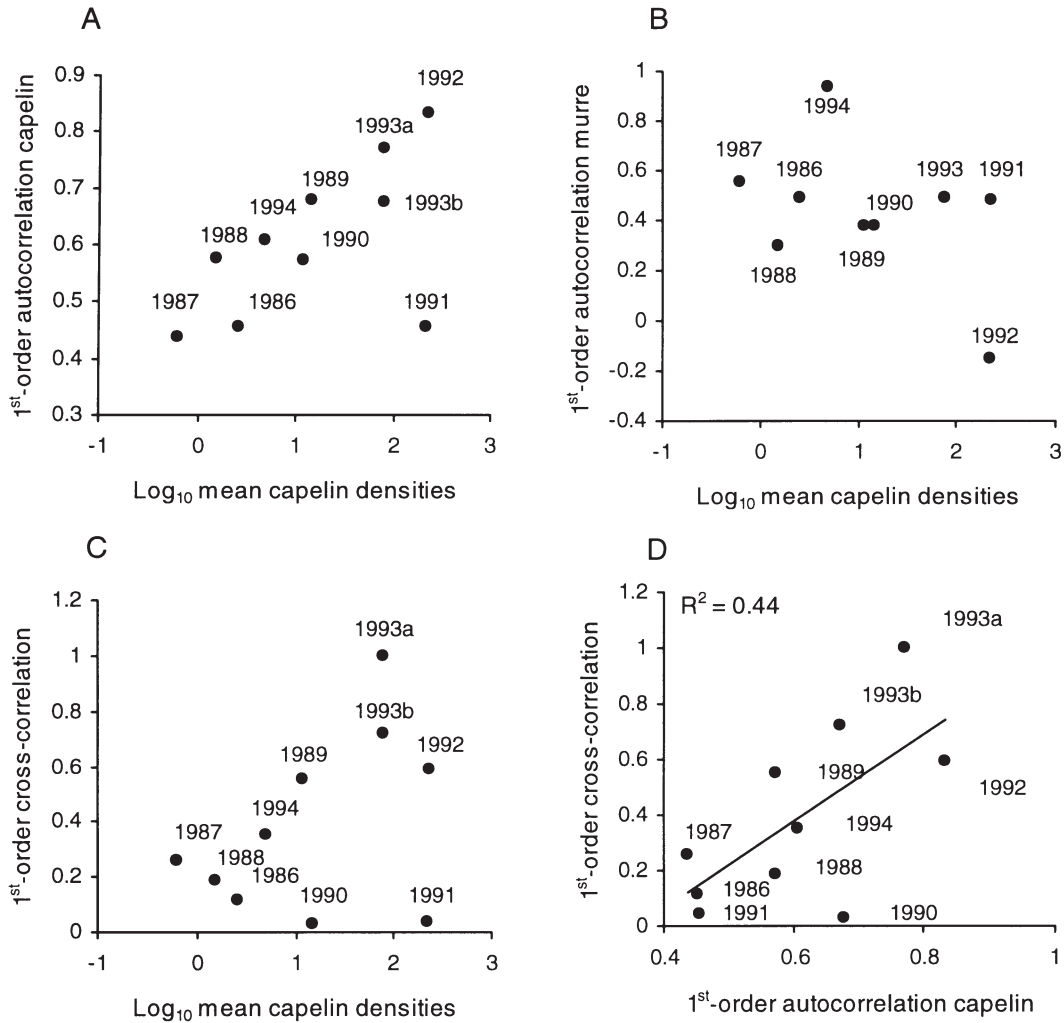 A
1st-order autocorrelation capelin
0.9
0.8
0.7
0.6
0.5
0.4
0.3
1992
1993a
1989
1994
1993b
1988
1990
1987
1986
1991
-1 0 1 2 3
Log10 mean capelin densities
B
1st-order autocorrelation murre
1
0.8
0.6
0.4
0.2
0
-0.2
-0.4
1994
1987
1986
1993
1991
1990
1988
1989
1992
-1 0 1 2 3
Log10 mean capelin densities
C
1st-order cross-correlation
1.2
1
0.8
0.6
0.4
0.2
0
1993a
1993b
1992
1989
1994
1987
1988
1986
1990
1991
-1 0 1 2 3
Log10 mean capelin densities
D
1st-order cross-correlation
1.2
1
0.8
0.6
0.4
0.2
0
R2 = 0.44
1993a
1993b
1989
1992
1994
1987
1988
1986
1991
1990
0.4 0.6 0.8 1
1st-order autocorrelation capelin